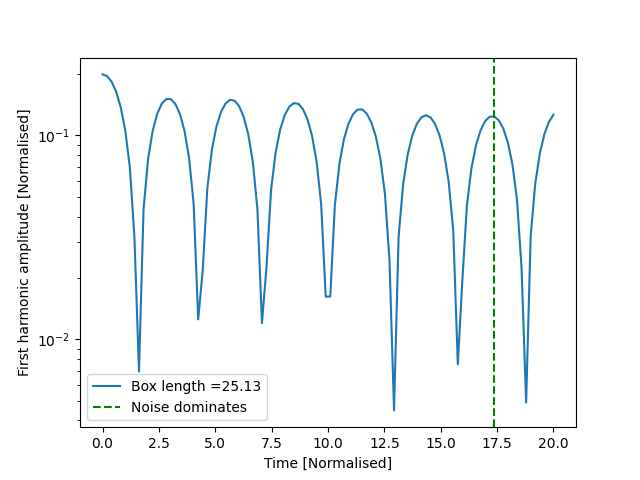 First harmonic amplitude [Normalised]
10⁻¹
10⁻²
Box length =25.13
Noise dominates
0.0 2.5 5.0 7.5 10.0 12.5 15.0 17.5 20.0
Time [Normalised]